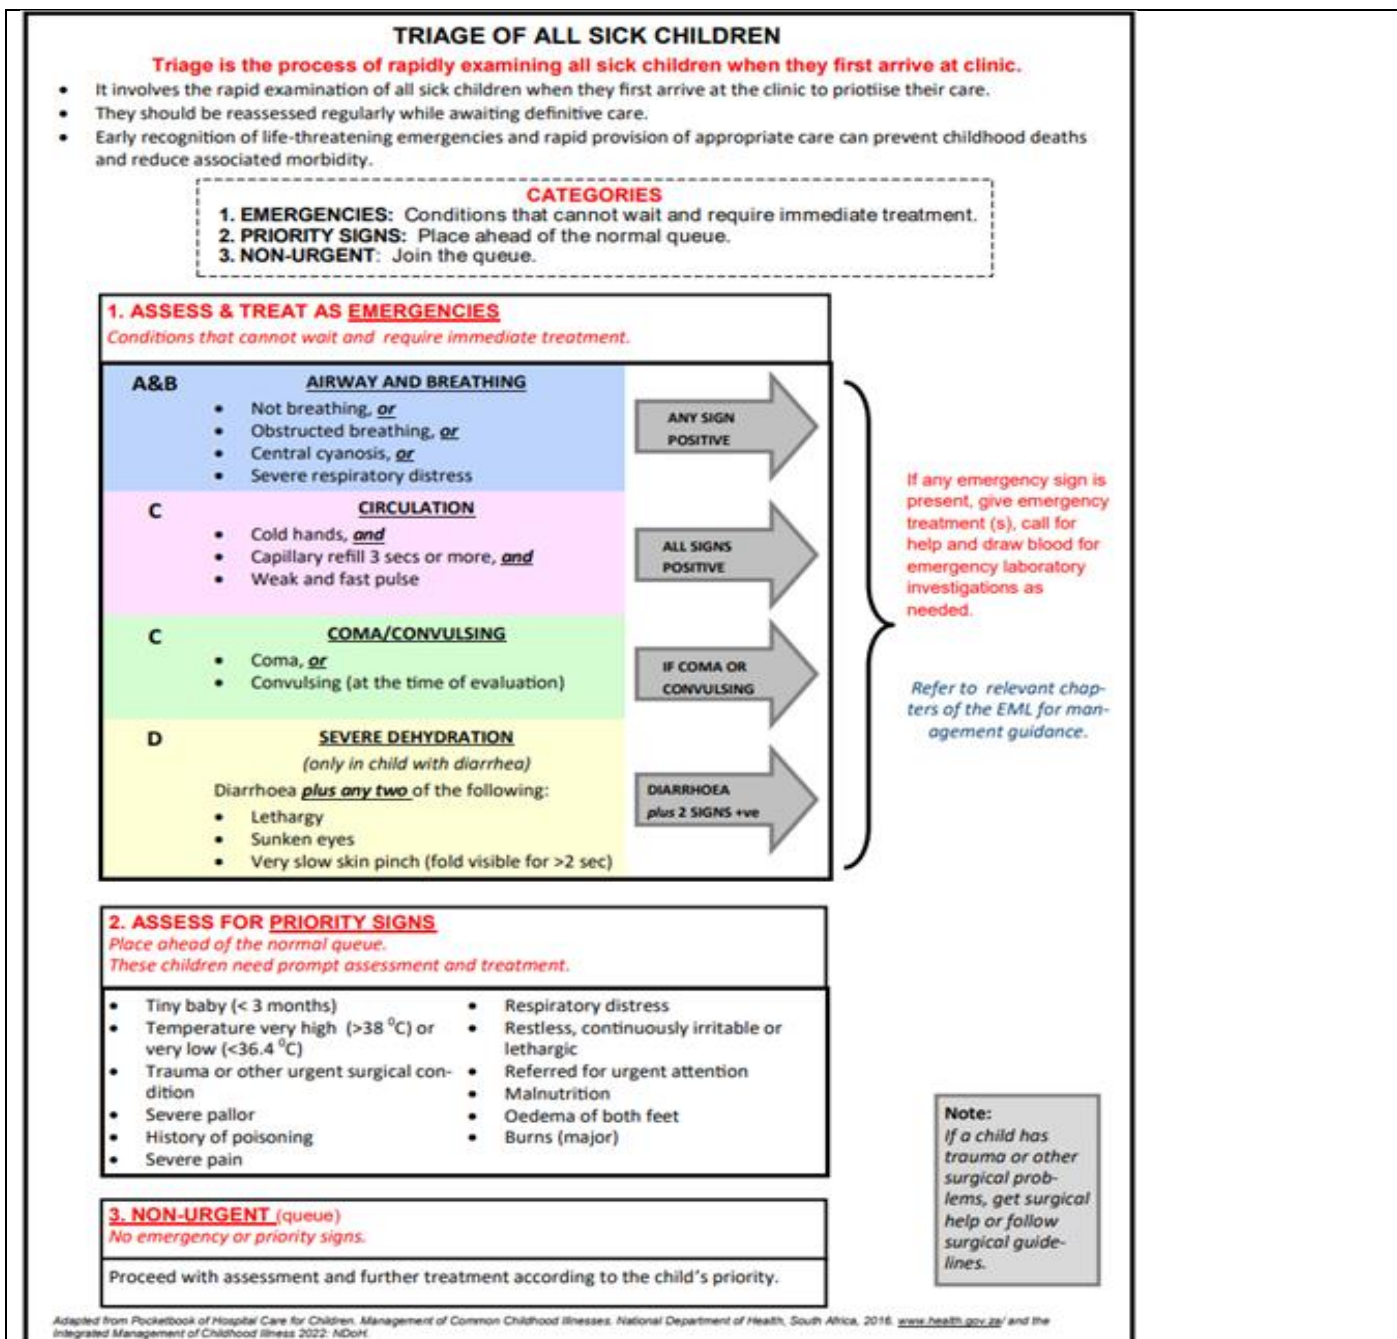 TRIAGE OF ALL SICK CHILDREN
Triage is the process of rapidly examining all sick children when they first arrive at clinic.
• It involves the rapid examination of all sick children when they first arrive at the clinic to priotiise their care.
• They should be reassessed regularly while awaiting definitive care.
• Early recognition of life-threatening emergencies and rapid provision of appropriate care can prevent childhood deaths
and reduce associated morbidity.
CATEGORIES
1. EMERGENCIES: Conditions that cannot wait and require immediate treatment.
2. PRIORITY SIGNS: Place ahead of the normal queue.
3. NON-URGENT: Join the queue.
1. ASSESS & TREAT AS EMERGENCIES
Conditions that cannot wait and require immediate treatment.
A&B AIRWAY AND BREATHING
• Not breathing, or
• Obstructed breathing, or
• Central cyanosis, or
• Severe respiratory distress
ANY SIGN
POSITIVE
C CIRCULATION
• Cold hands, and
• Capillary refill 3 secs or more, and
• Weak and fast pulse
ALL SIGNS
POSITIVE
C COMA/CONVULSING
• Coma, or
• Convulsing (at the time of evaluation)
IF COMA OR
CONVULSING
D SEVERE DEHYDRATION
(only in child with diarrhea)
Diarrhoea plus any two of the following:
• Lethargy
• Sunken eyes
• Very slow skin pinch (fold visible for >2 sec)
DIARRHOEA
plus 2 SIGNS +ve
If any emergency sign is
present, give emergency
treatment (s), call for
help and draw blood for
emergency laboratory
investigations as
needed.
Refer to relevant chap-
ters of the EML for man-
agement guidance.
2. ASSESS FOR PRIORITY SIGNS
Place ahead of the normal queue.
These children need prompt assessment and treatment.
• Tiny baby (< 3 months)
• Temperature very high (>38 ⁰C) or
very low (<36.4 ⁰C)
• Trauma or other urgent surgical con-
dition
• Severe pallor
• History of poisoning
• Severe pain
• Respiratory distress
• Restless, continuously irritable or
lethargic
• Referred for urgent attention
• Malnutrition
• Oedema of both feet
• Burns (major)
Note:
If a child has
trauma or other
surgical prob-
lems, get surgical
help or follow
surgical guide-
lines.
3. NON-URGENT (queue)
No emergency or priority signs.
Proceed with assessment and further treatment according to the child's priority.
Adapted from Pocketbook of Hospital Care for Children. Management of Common Childhood Illnesses. National Department of Health, South Africa, 2016. www.health.gov.za/ and the
Integrated Management of Childhood Illness 2022: NDoH.